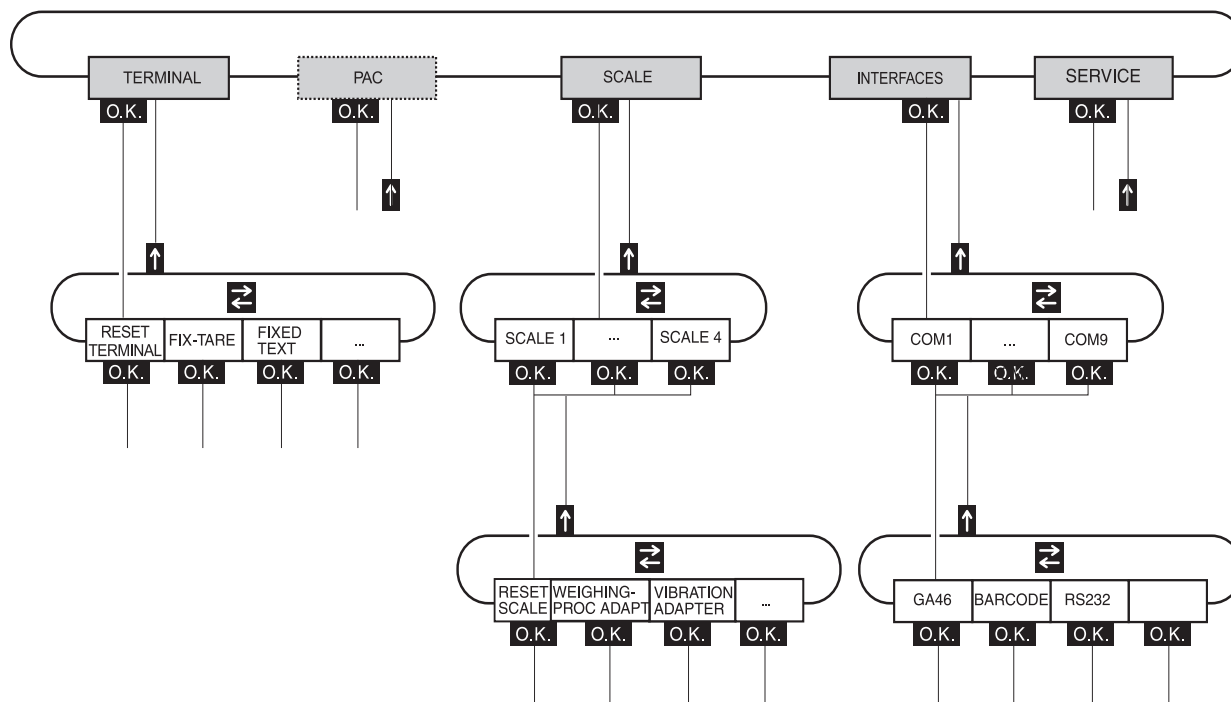 TERMINAL PAC SCALE INTERFACES SERVICE
O.K. O.K. O.K. O.K. O.K.
RESET TERMINAL FIX-TARE FIXED TEXT ... SCALE 1 ... SCALE 4 COM1 ... COM9
O.K. O.K. O.K. O.K. O.K. O.K. O.K. O.K. O.K. O.K.
RESET SCALE WEIGHING-PROC ADAPT VIBRATION ADAPTER ... GA46 BARCODE RS232
O.K. O.K. O.K. O.K. O.K. O.K. O.K. O.K.